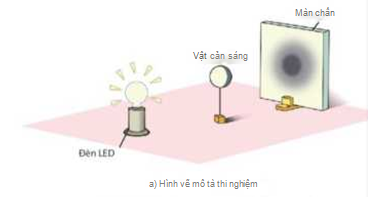 Màn chắn
Vật cản sáng
Đèn LED
a) Hình vẽ mô tả thí nghiệm